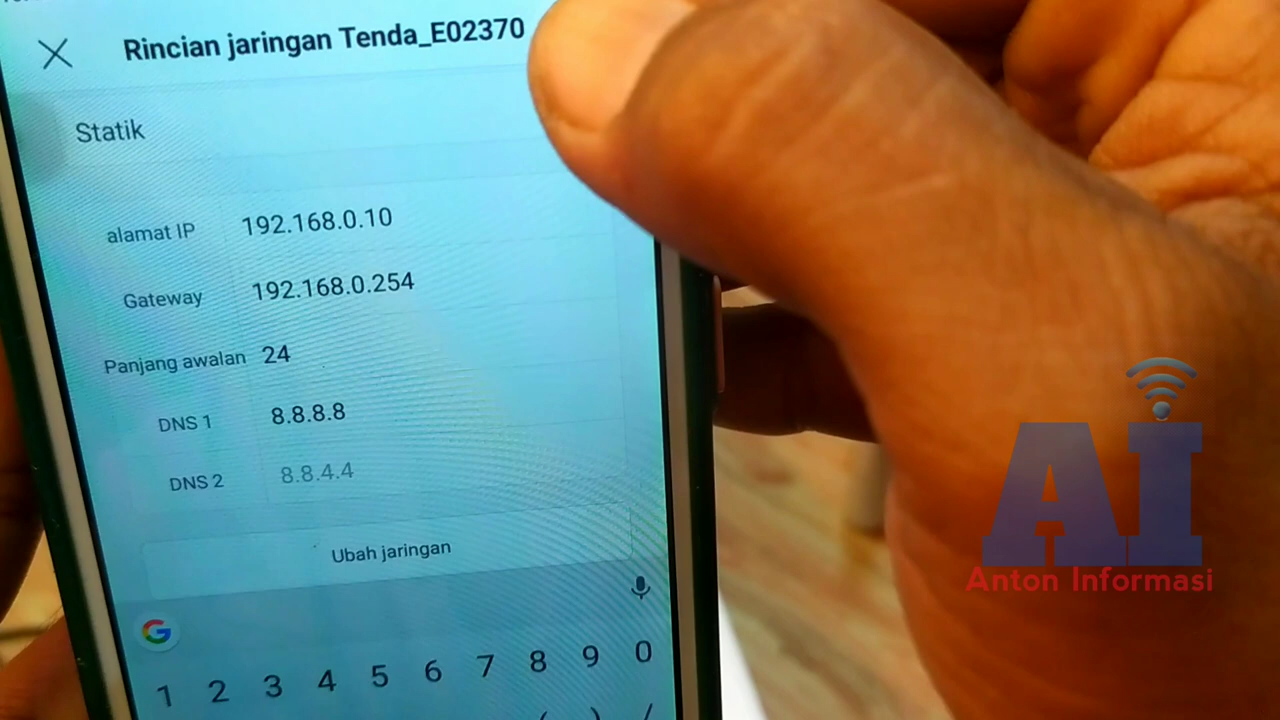 Rincian jaringan Tenda_E02370
Statik
alamat IP 192.168.0.10
Gateway 192.168.0.254
Panjang awalan 24
DNS 1 8.8.8.8
DNS 2 8.8.4.4
Ubah jaringan
G
1 2 3 4 5 6 7 8 9 0
( ) /
AI
Anton Informasi